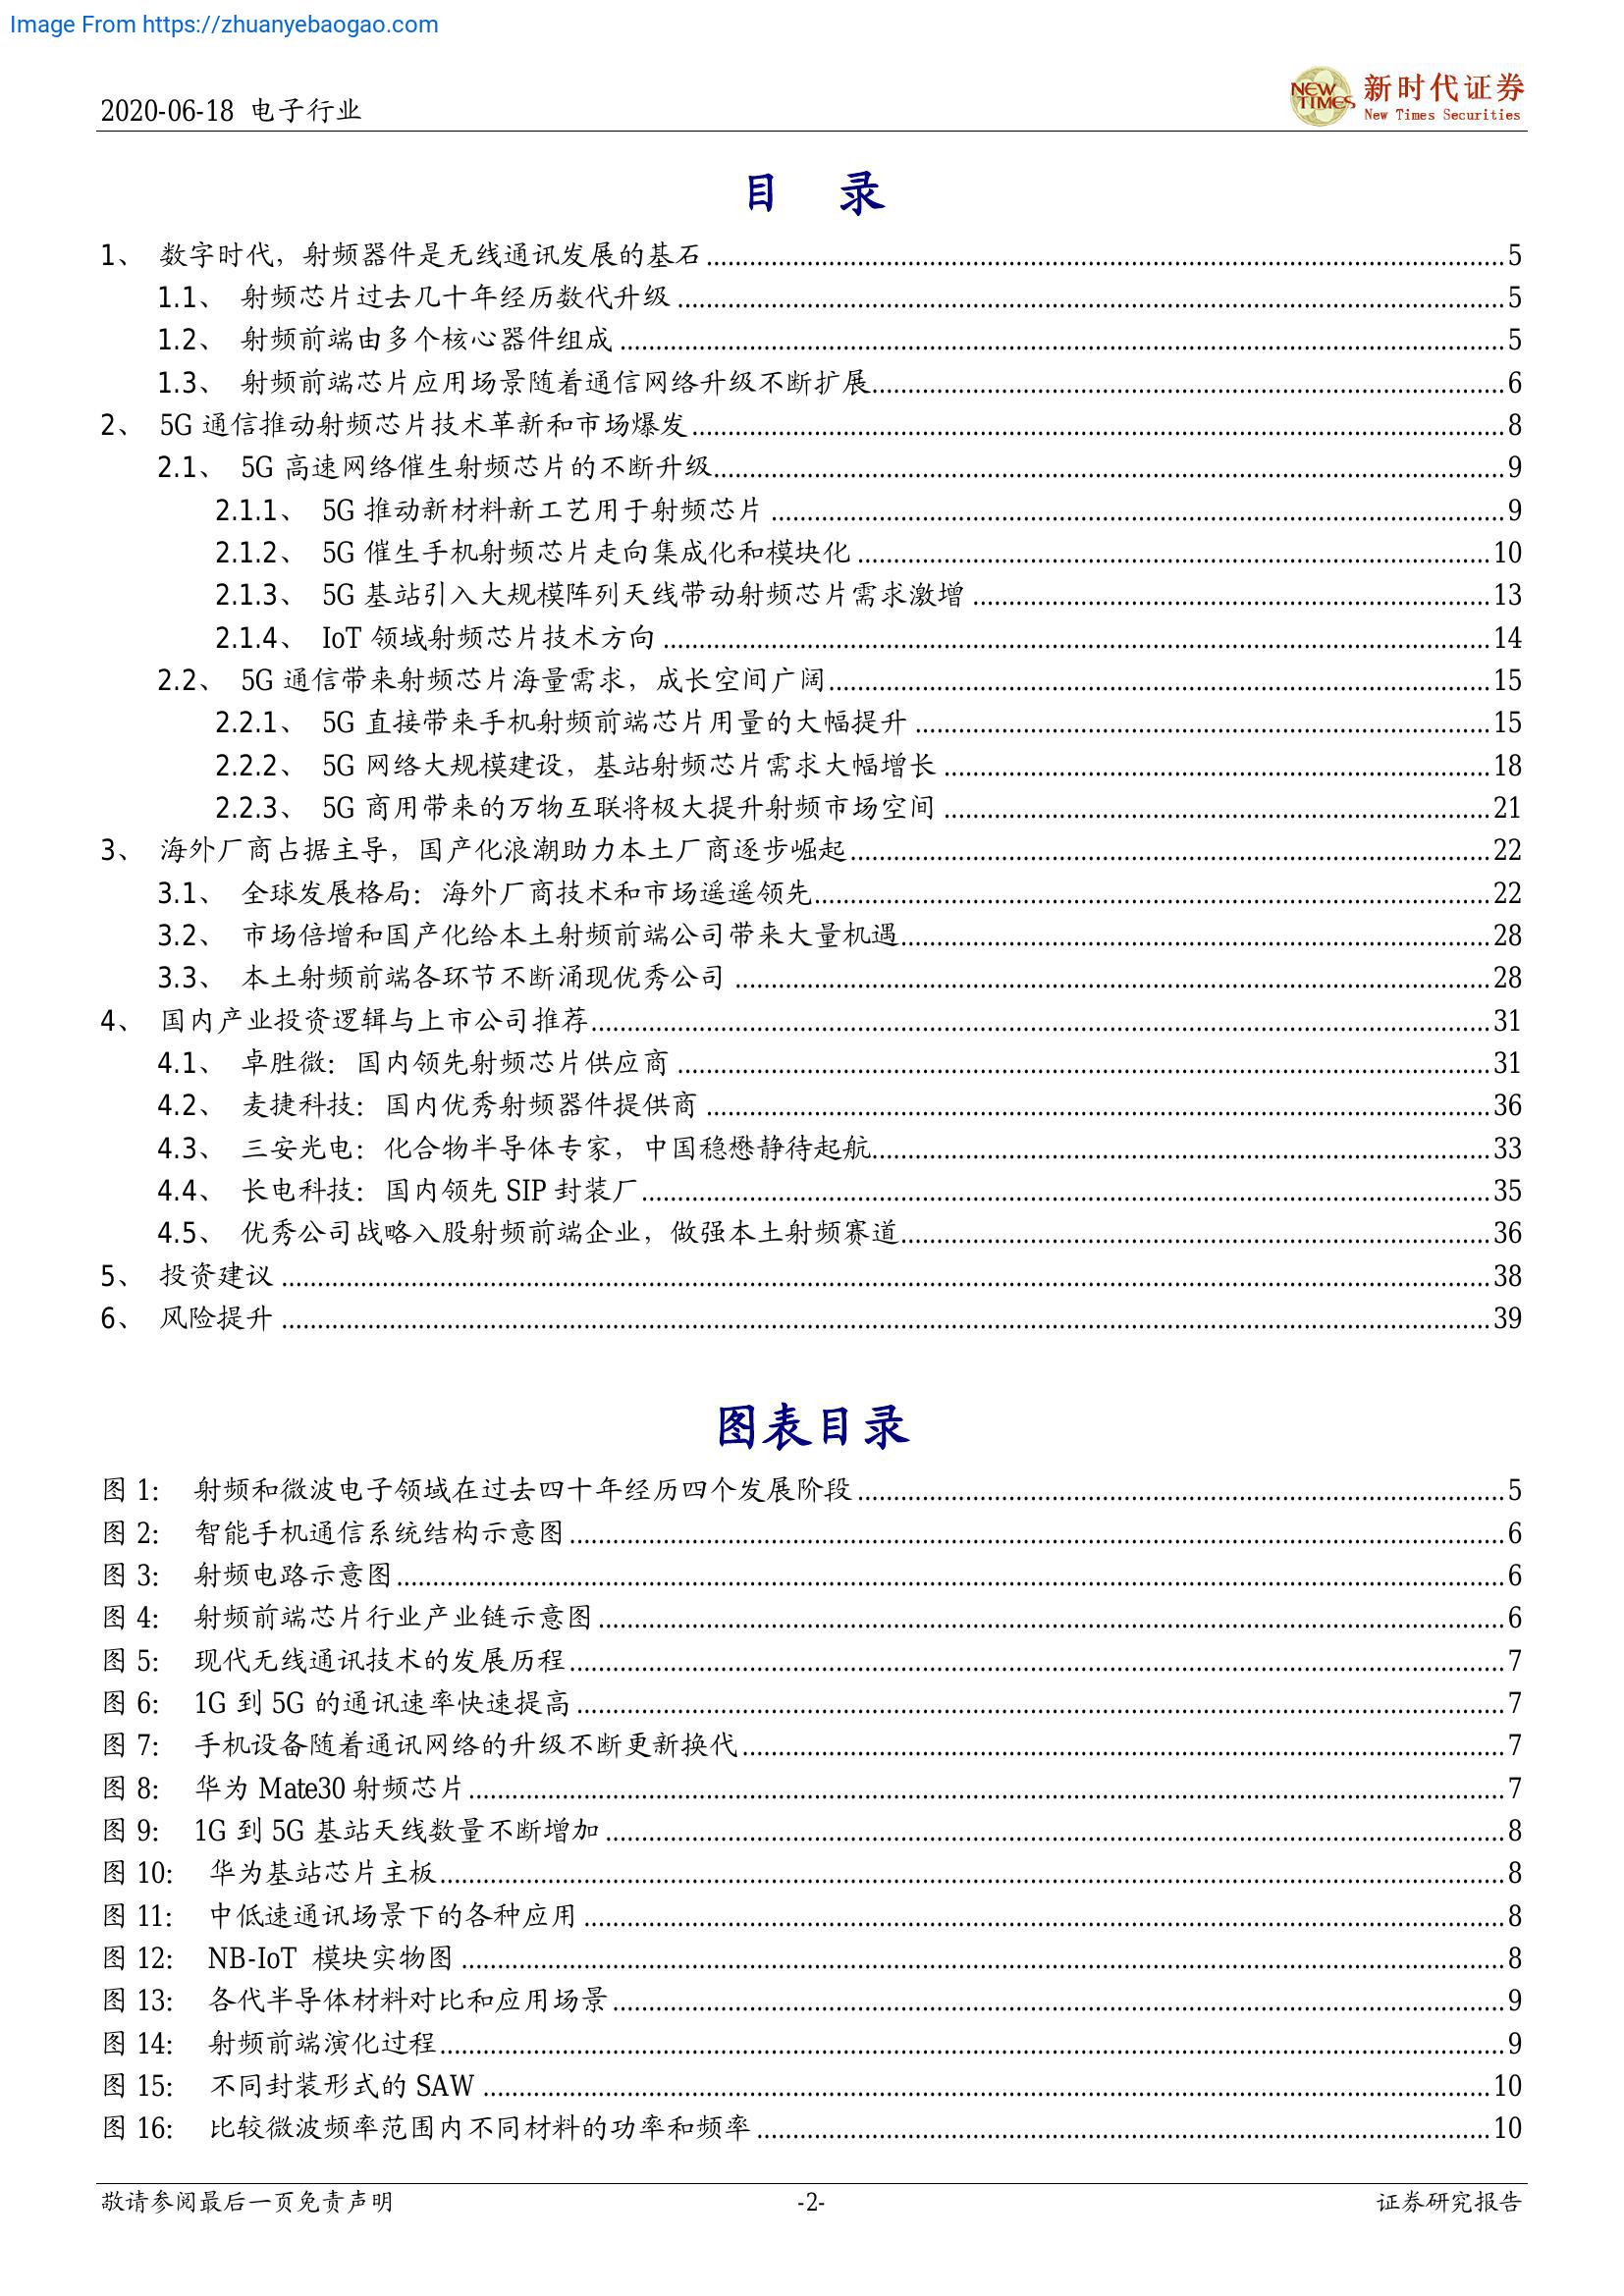 Image From https://zhuanyebaogao.com
2020-06-18 电子行业
NEW TIMES 新时代证券
New Times Securities
目 录
1、 数字时代，射频器件是无线通讯发展的基石 5
1.1、 射频芯片过去几十年经历数代升级 5
1.2、 射频前端由多个核心器件组成 5
1.3、 射频前端芯片应用场景随着通信网络升级不断扩展 6
2、 5G 通信推动射频芯片技术革新和市场爆发 8
2.1、 5G 高速网络催生射频芯片的不断升级 9
2.1.1、 5G 推动新材料新工艺用于射频芯片 9
2.1.2、 5G 催生手机射频芯片走向集成化和模块化 10
2.1.3、 5G 基站引入大规模阵列天线带动射频芯片需求激增 13
2.1.4、 IoT 领域射频芯片技术方向 14
2.2、 5G 通信带来射频芯片海量需求，成长空间广阔 15
2.2.1、 5G 直接带来手机射频前端芯片用量的大幅提升 15
2.2.2、 5G 网络大规模建设，基站射频芯片需求大幅增长 18
2.2.3、 5G 商用带来的万物互联将极大提升射频市场空间 21
3、 海外厂商占据主导，国产化浪潮助力本土厂商逐步崛起 22
3.1、 全球发展格局：海外厂商技术和市场遥遥领先 22
3.2、 市场倍增和国产化给本土射频前端公司带来大量机遇 28
3.3、 本土射频前端各环节不断涌现优秀公司 28
4、 国内产业投资逻辑与上市公司推荐 31
4.1、 卓胜微：国内领先射频芯片供应商 31
4.2、 麦捷科技：国内优秀射频器件提供商 36
4.3、 三安光电：化合物半导体专家，中国稳懋静待起航 33
4.4、 长电科技：国内领先 SIP 封装厂 35
4.5、 优秀公司战略入股射频前端企业，做强本土射频赛道 36
5、 投资建议 38
6、 风险提升 39
图表目录
图 1： 射频和微波电子领域在过去四十年经历四个发展阶段 5
图 2： 智能手机通信系统结构示意图 6
图 3： 射频电路示意图 6
图 4： 射频前端芯片行业产业链示意图 6
图 5： 现代无线通讯技术的发展历程 7
图 6： 1G 到 5G 的通讯速率快速提高 7
图 7： 手机设备随着通讯网络的升级不断更新换代 7
图 8： 华为 Mate30 射频芯片 7
图 9： 1G 到 5G 基站天线数量不断增加 8
图 10： 华为基站芯片主板 8
图 11： 中低速通讯场景下的各种应用 8
图 12： NB-IoT 模块实物图 8
图 13： 各代半导体材料对比和应用场景 9
图 14： 射频前端演化过程 9
图 15： 不同封装形式的 SAW 10
图 16： 比较微波频率范围内不同材料的功率和频率 10
敬请参阅最后一页免责声明 -2- 证券研究报告